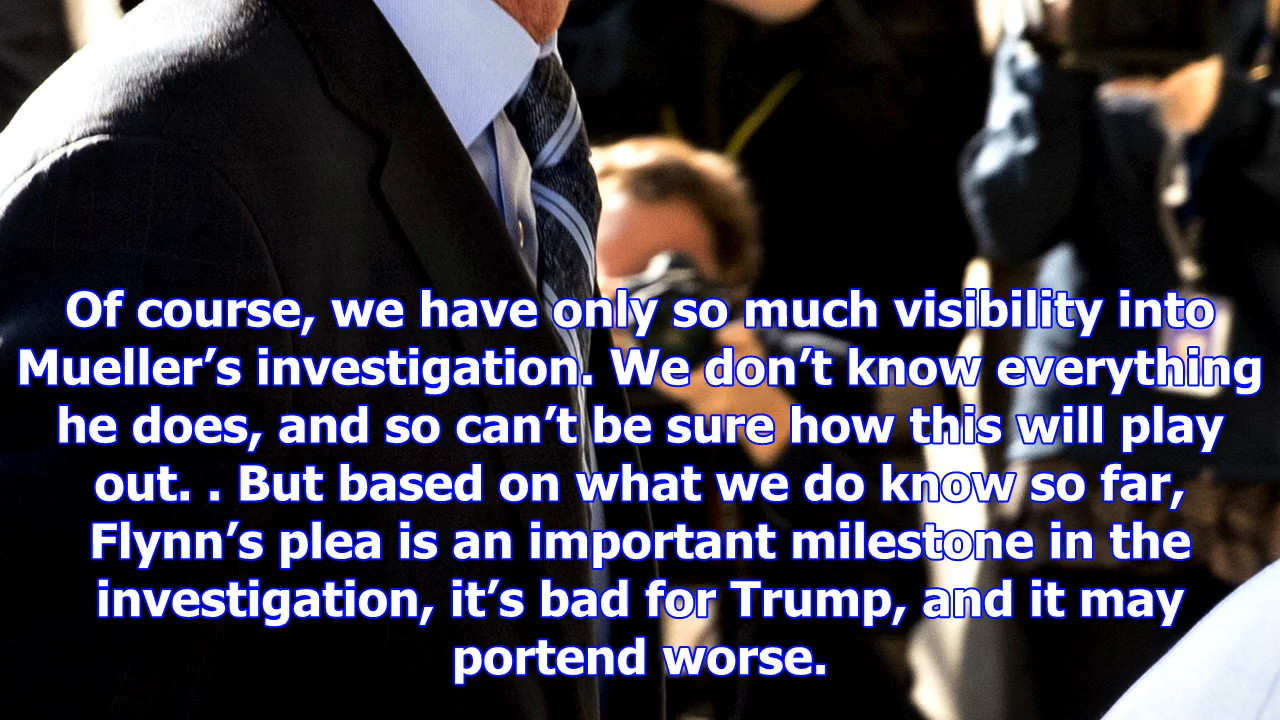 Of course, we have only so much visibility into
Mueller’s investigation. We don’t know everything
he does, and so can’t be sure how this will play
out. . But based on what we do know so far,
Flynn’s plea is an important milestone in the
investigation, it’s bad for Trump, and it may
portend worse.